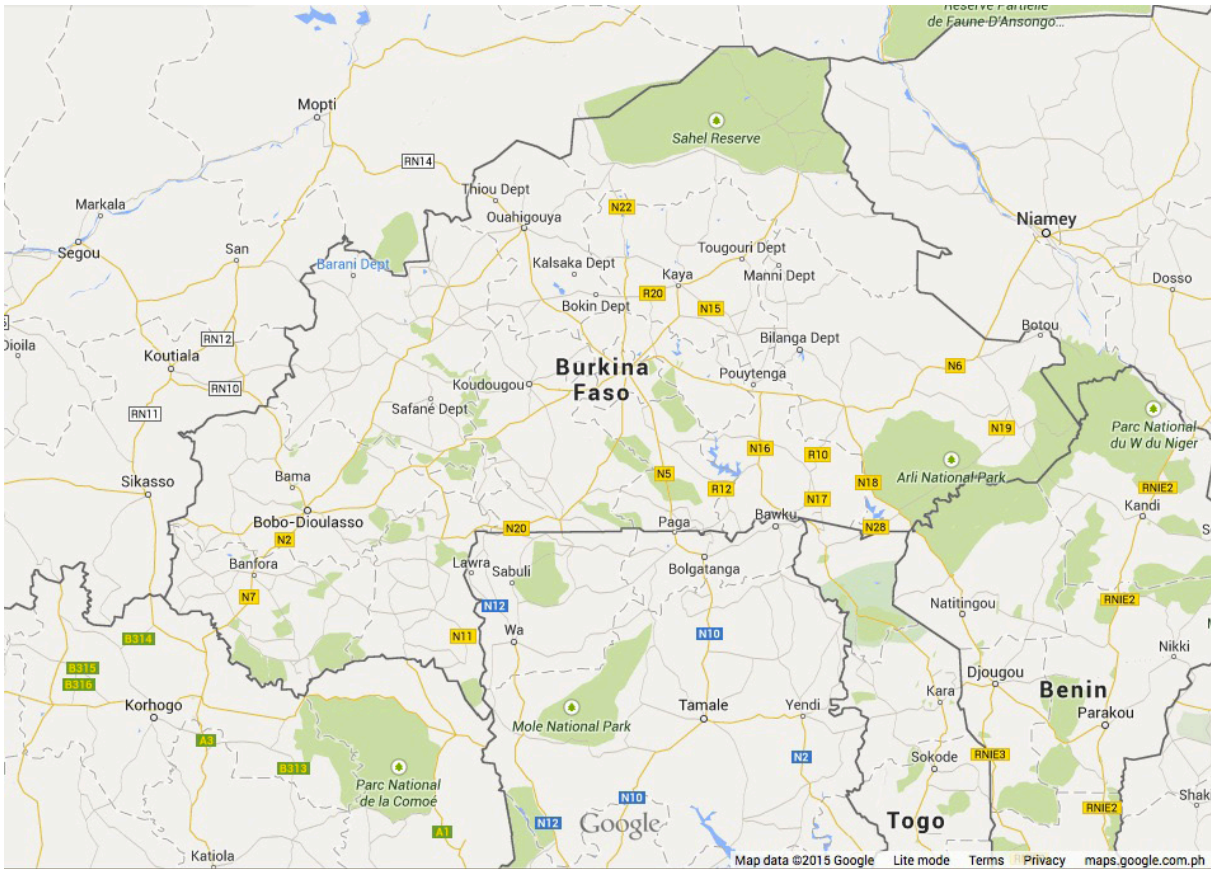 Réserve Partielle
de Faune D'Ansongo...
Mopti
Sahel Reserve
RN14
Thiou Dept
Markala
N22
Ouahigouya
Niamey
Segou
San
Tougouri Dept
Barani Dept
Kalsaka Dept
Kaya
Manni Dept
Dosso
R20
Bokin Dept
N15
Dioila
RN12
Botou
Koutiala
Bilanga Dept
Burkina
Faso
N6
RN10
Koudougou
Pouytenga
RN11
Safané Dept
N19
Parc National
du W du Niger
N16
R10
Sikasso
Bama
N5
Arli National Park
R12
N18
RNIE2
N17
Kandi
Bobo-Dioulasso
N20
Paga
Bawku
N28
N2
Banfora
Lawra
Sabuli
Bolgatanga
N7
N12
RNIE2
Natitingou
B314
N11
Wa
N10
Nikki
B315
B316
Djougou
Benin
Kara
Korhogo
Mole National Park
Tamale
Yendi
Parakou
A3
B313
N2
Sokode
RNIE3
Parc National
de la Comoé
N10
Shak
A1
N12
Google
Togo
RNIE2
Katiola
Map data ©2015 Google
Lite mode
Terms
Privacy
maps.google.com.ph